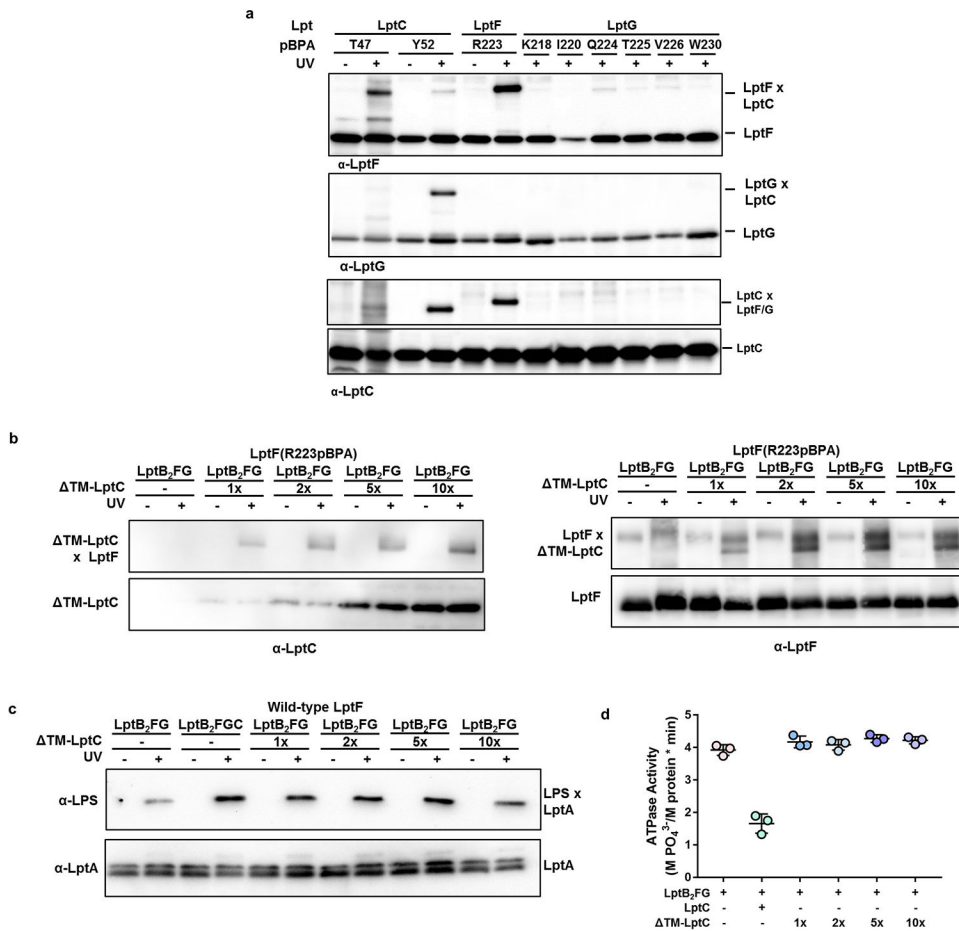 a
Lpt LptC LptF LptG
pBPA T47 Y52 R223 K218 I220 Q224 T225 V226 W230
UV - + - + - + + + + + + +
LptF x
LptC
LptF
α-LptF
LptG x
LptC
LptG
α-LptG
LptC x
LptF/G
LptC
α-LptC
b
LptF(R223pBPA)
LptB₂FG LptB₂FG LptB₂FG LptB₂FG LptB₂FG
ΔTM-LptC - 1x 2x 5x 10x
UV - + - + - + - + - +
ΔTM-LptC
x LptF
ΔTM-LptC
α-LptC
LptF(R223pBPA)
LptB₂FG LptB₂FG LptB₂FG LptB₂FG LptB₂FG
ΔTM-LptC - 1x 2x 5x 10x
UV - + - + - + - + - +
LptF x
ΔTM-LptC
LptF
α-LptF
c
Wild-type LptF
LptB₂FG LptB₂FGC LptB₂FG LptB₂FG LptB₂FG LptB₂FG
ΔTM-LptC - - 1x 2x 5x 10x
UV - + - + - + - + - + - +
α-LPS
LPS x
LptA
α-LptA LptA
d
ATPase Activity
(M PO₄³⁻/M protein * min)
5
4
3
2
1
0
LptB₂FG + + + + + +
LptC - + - - - -
ΔTM-LptC - - 1x 2x 5x 10x